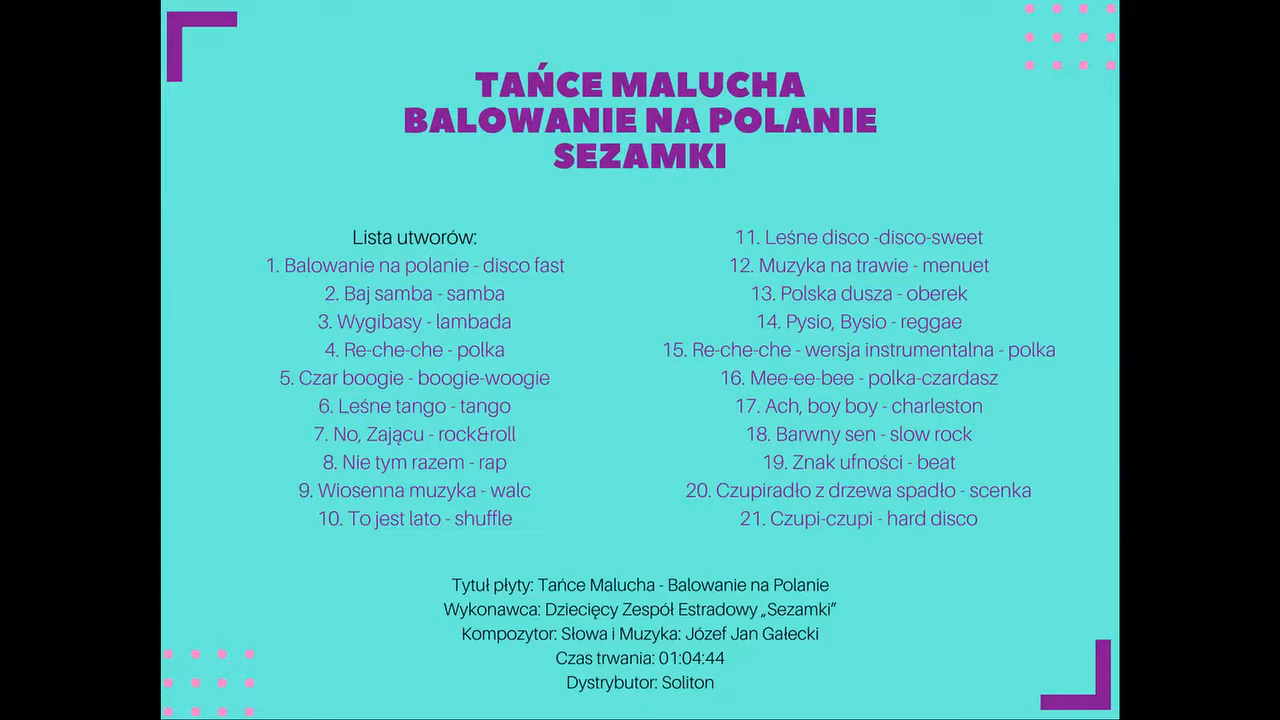 TAŃCE MALUCHA
BALOWANIE NA POLANIE
SEZAMKI
Lista utworów:
1. Balowanie na polanie - disco fast
2. Baj samba - samba
3. Wygibasy - lambada
4. Re-che-che - polka
5. Czar boogie - boogie-woogie
6. Leśne tango - tango
7. No, Zającu - rock&roll
8. Nie tym razem - rap
9. Wiosenna muzyka - walc
10. To jest lato - shuffle
11. Leśne disco -disco-sweet
12. Muzyka na trawie - menuet
13. Polska dusza - oberek
14. Pysio, Bysio - reggae
15. Re-che-che - wersja instrumentalna - polka
16. Mee-ee-bee - polka-czardasz
17. Ach, boy boy - charleston
18. Barwny sen - slow rock
19. Znak ufności - beat
20. Czupiradło z drzewa spadło - scenka
21. Czupi-czupi - hard disco
Tytuł płyty: Tańce Malucha - Balowanie na Polanie
Wykonawca: Dziecięcy Zespół Estradowy „Sezamki”
Kompozytor: Słowa i Muzyka: Józef Jan Gałecki
Czas trwania: 01:04:44
Dystrybutor: Soliton